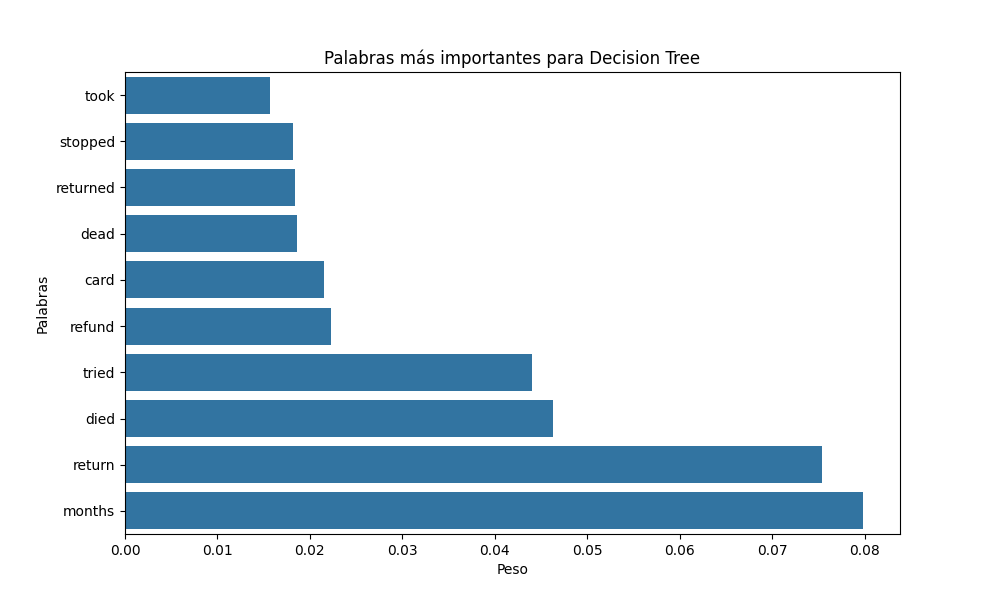 Palabras más importantes para Decision Tree
took
stopped
returned
dead
card
refund
tried
died
return
months
Palabras
0.00 0.01 0.02 0.03 0.04 0.05 0.06 0.07 0.08
Peso